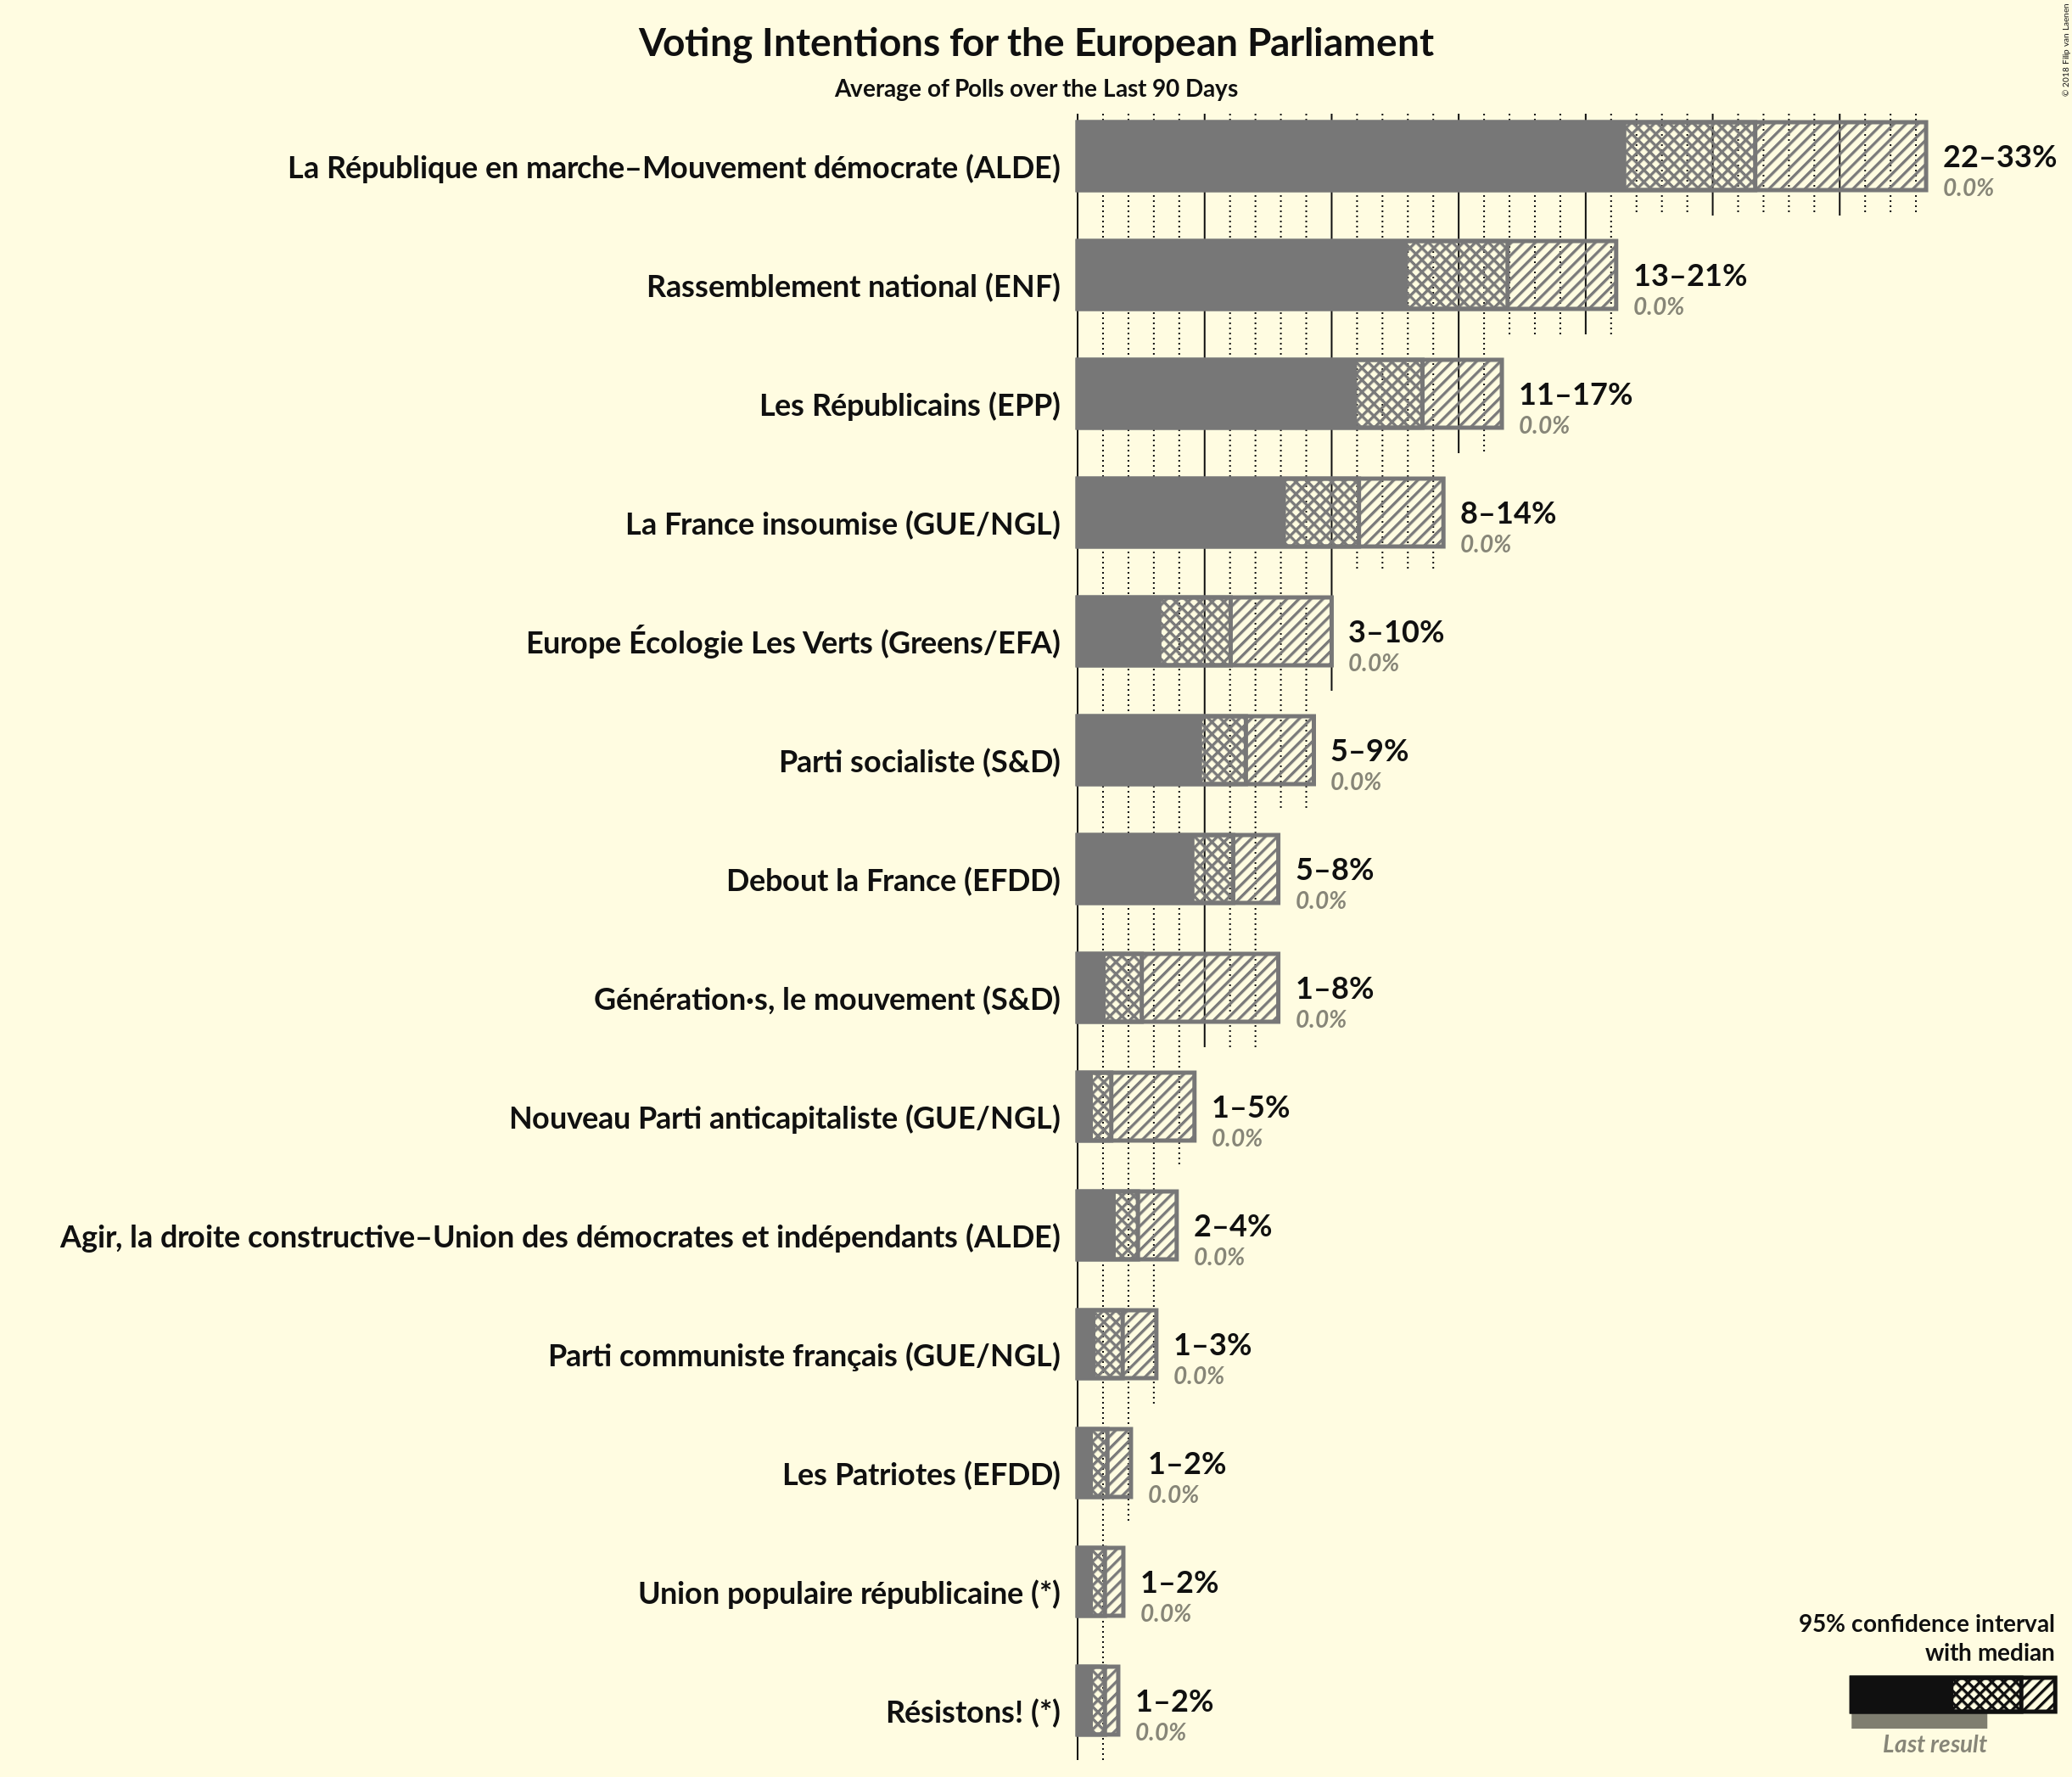 Voting Intentions for the European Parliament
Average of Polls over the Last 90 Days
© 2018 Filip van Laenen
La République en marche–Mouvement démocrate (ALDE)
22–33%
0.0%
Rassemblement national (ENF)
13–21%
0.0%
Les Républicains (EPP)
11–17%
0.0%
La France insoumise (GUE/NGL)
8–14%
0.0%
Europe Écologie Les Verts (Greens/EFA)
3–10%
0.0%
Parti socialiste (S&D)
5–9%
0.0%
Debout la France (EFDD)
5–8%
0.0%
Génération·s, le mouvement (S&D)
1–8%
0.0%
Nouveau Parti anticapitaliste (GUE/NGL)
1–5%
0.0%
Agir, la droite constructive–Union des démocrates et indépendants (ALDE)
2–4%
0.0%
Parti communiste français (GUE/NGL)
1–3%
0.0%
Les Patriotes (EFDD)
1–2%
0.0%
Union populaire républicaine (*)
1–2%
0.0%
Résistons! (*)
1–2%
0.0%
95% confidence interval
with median
Last result